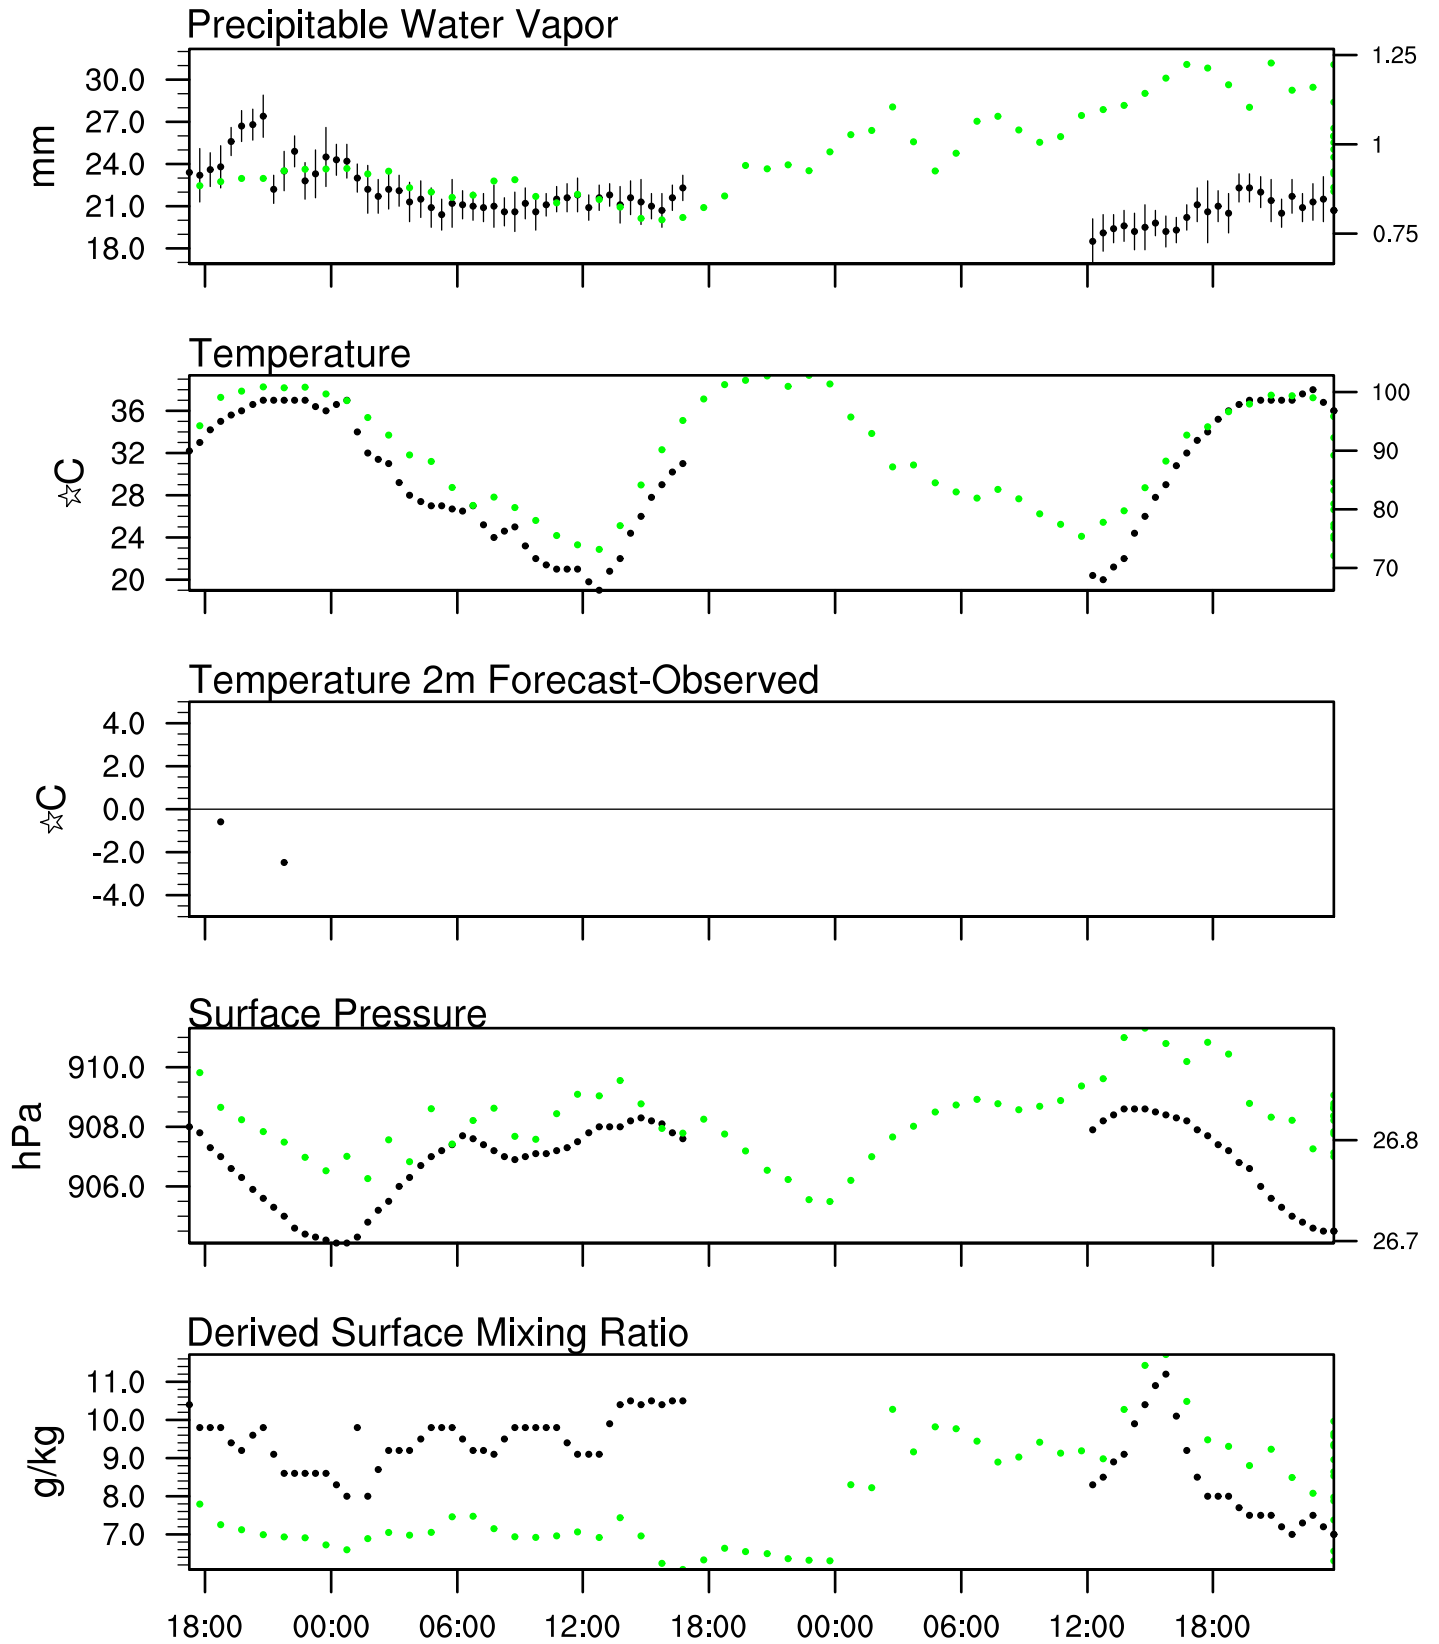 Precipitable Water Vapor
mm
30.0
27.0
24.0
21.0
18.0
1.25
1
0.75
Temperature
☆C
36
32
28
24
20
100
90
80
70
Temperature 2m Forecast-Observed
☆C
4.0
2.0
0.0
-2.0
-4.0
Surface Pressure
hPa
910.0
908.0
906.0
26.8
26.7
Derived Surface Mixing Ratio
g/kg
11.0
10.0
9.0
8.0
7.0
18:00 00:00 06:00 12:00 18:00 00:00 06:00 12:00 18:00